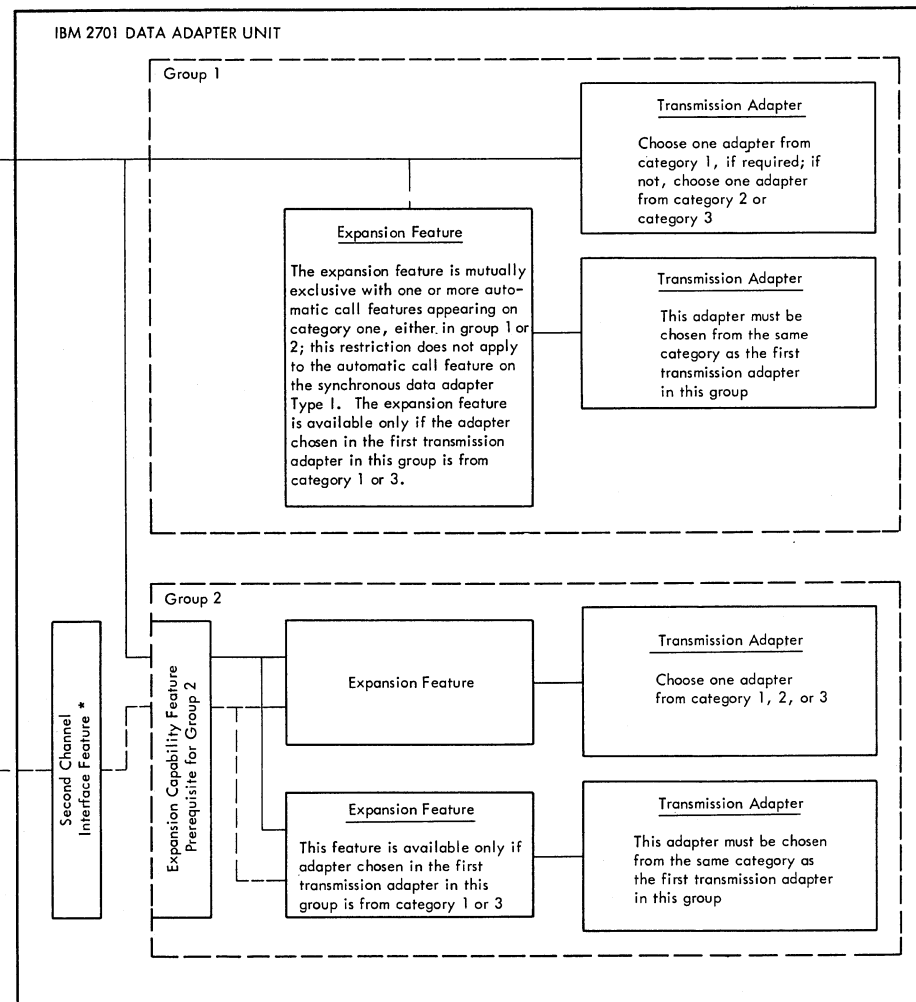 IBM 2701 DATA ADAPTER UNIT
Group 1
Transmission Adapter
Choose one adapter from
category 1, if required; if
not, choose one adapter
from category 2 or
category 3
Expansion Feature
The expansion feature is mutually
exclusive with one or more auto-
matic call features appearing on
category one, either in group 1 or
2; this restriction does not apply
to the automatic call feature on
the synchronous data adapter
Type I. The expansion feature
is available only if the adapter
chosen in the first transmission
adapter in this group is from
category 1 or 3.
Transmission Adapter
This adapter must be
chosen from the same
category as the first
transmission adapter
in this group
Group 2
Second Channel
Interface Feature *
Expansion Capability Feature
Prerequisite for Group 2
Expansion Feature
Transmission Adapter
Choose one adapter
from category 1, 2, or 3
Expansion Feature
This feature is available only if
adapter chosen in the first
transmission adapter in this
group is from category 1 or 3
Transmission Adapter
This adapter must be chosen
from the same category as
the first transmission adapter
in this group